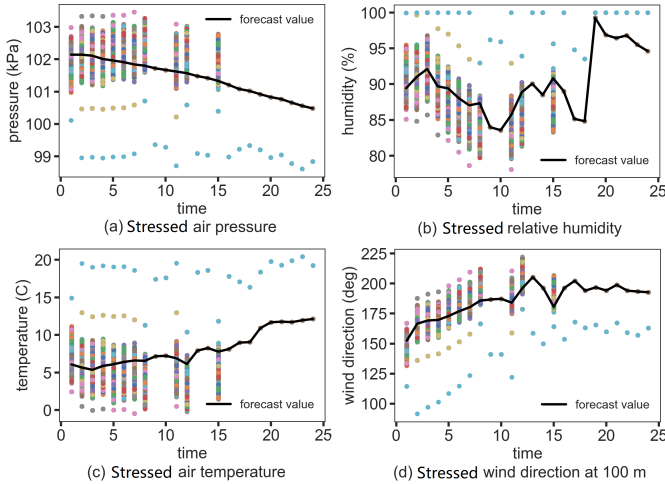 forecast value
103
102
101
100
99
pressure (kPa)
0 5 10 15 20 25
time
(a) Stressed air pressure
100
95
90
85
80
humidity (%)
forecast value
0 5 10 15 20 25
time
(b) Stressed relative humidity
20
15
10
5
0
temperature (C)
forecast value
0 5 10 15 20 25
time
(c) Stressed air temperature
225
200
175
150
125
100
wind direction (deg)
forecast value
0 5 10 15 20 25
time
(d) Stressed wind direction at 100 m